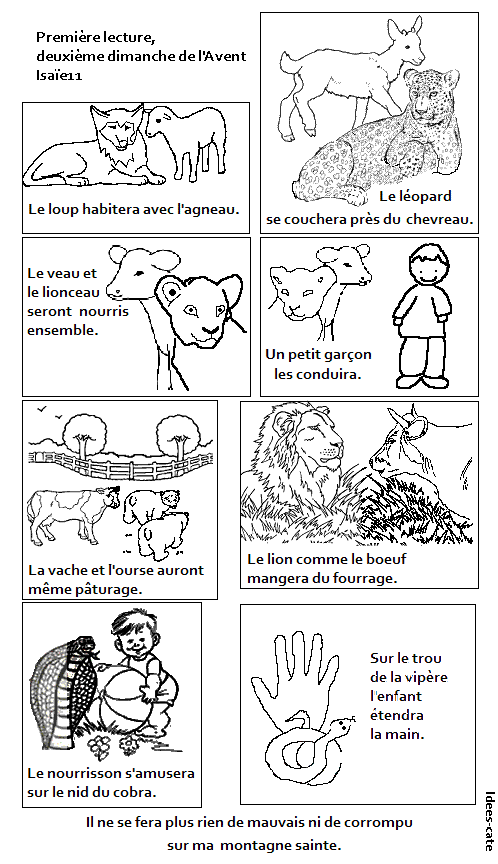 Première lecture,
deuxième dimanche de l'Avent
Isaïe11
Le loup habitera avec l'agneau.
Le léopard
se couchera près du chevreau.
Le veau et
le lionceau
seront nourris
ensemble.
Un petit garçon
les conduira.
La vache et l'ourse auront
même pâturage.
Le lion comme le boeuf
mangera du fourrage.
Le nourrisson s'amusera
sur le nid du cobra.
Sur le trou
de la vipère
l'enfant
étendra
la main.
Il ne se fera plus rien de mauvais ni de corrompu
sur ma montagne sainte.
Idees-cate